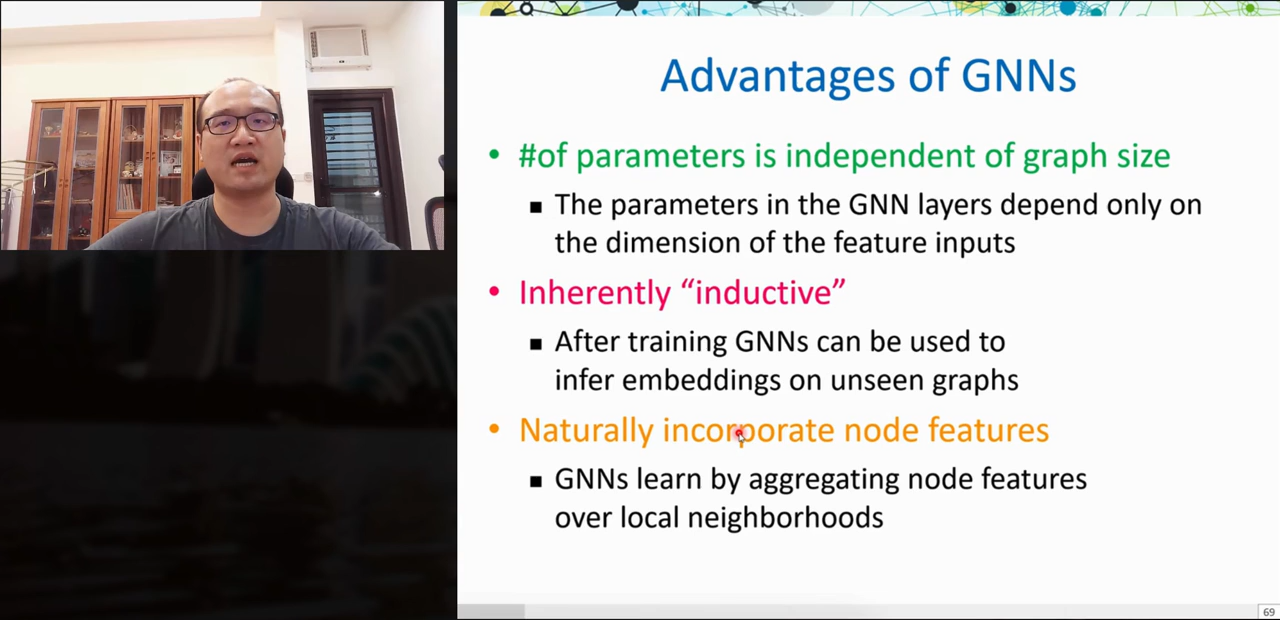 Advantages of GNNs
• #of parameters is independent of graph size
▪ The parameters in the GNN layers depend only on
the dimension of the feature inputs
• Inherently “inductive”
▪ After training GNNs can be used to
infer embeddings on unseen graphs
• Naturally incorporate node features
▪ GNNs learn by aggregating node features
over local neighborhoods
69